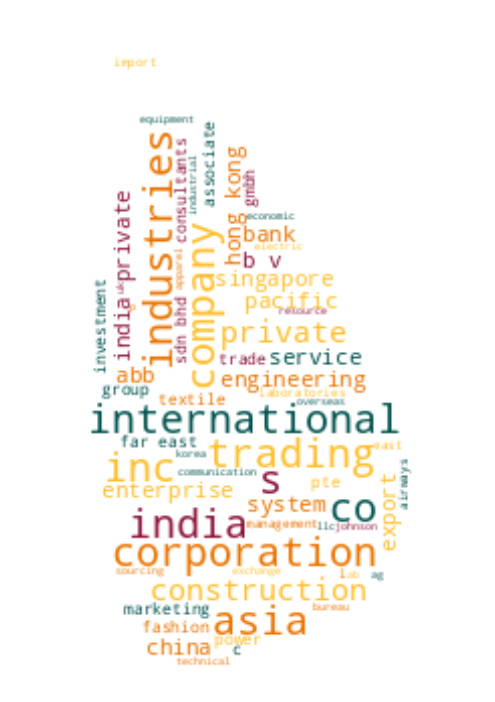 import
equipment
industries
consultants
industrial
associate
hong kong
gmbh
economic
bank
electric
b v
company
apparel
private
india
uk
investment
sdn bhd
singapore
pacific
resource
private
trade
service
abb
engineering
group
textile
laboratories
overseas
international
far east
trading
east
korea
inc
communication
s
pte
airways
enterprise
system
co
export
india
management
llc
johnson
corporation
sourcing
exchange
lab
ag
construction
marketing
bureau
fashion
asia
power
china
c
technical